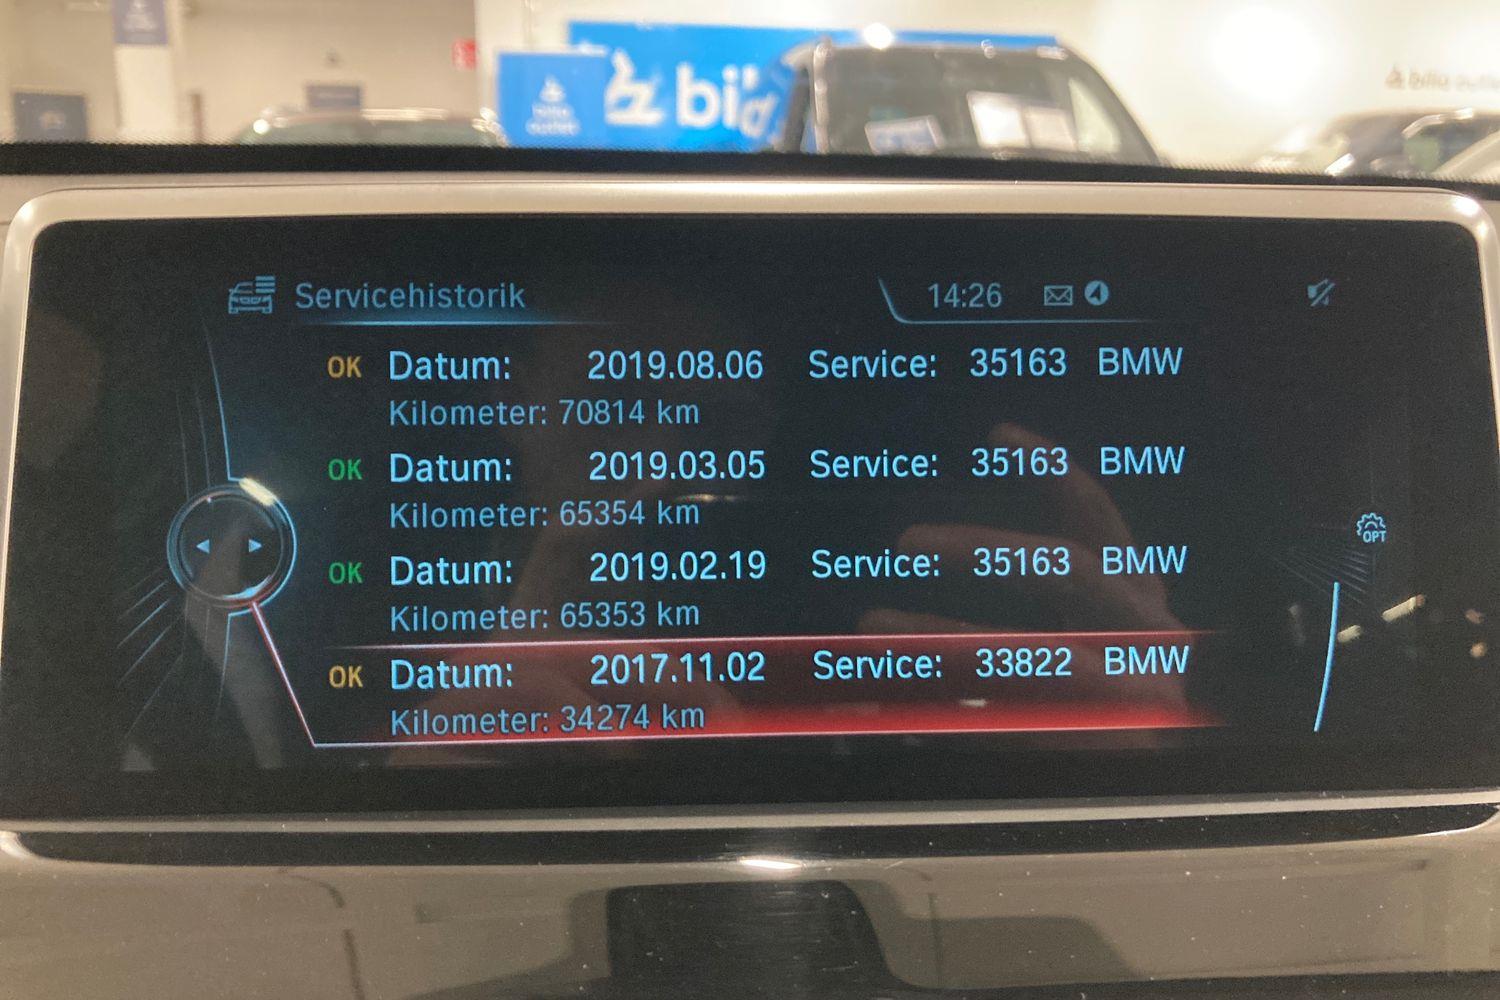 bilia outlet
Servicehistorik
14:26
OK Datum: 2019.08.06 Service: 35163 BMW
Kilometer: 70814 km
OK Datum: 2019.03.05 Service: 35163 BMW
Kilometer: 65354 km
OK Datum: 2019.02.19 Service: 35163 BMW
Kilometer: 65353 km
OPT
OK Datum: 2017.11.02 Service: 33822 BMW
Kilometer: 34274 km